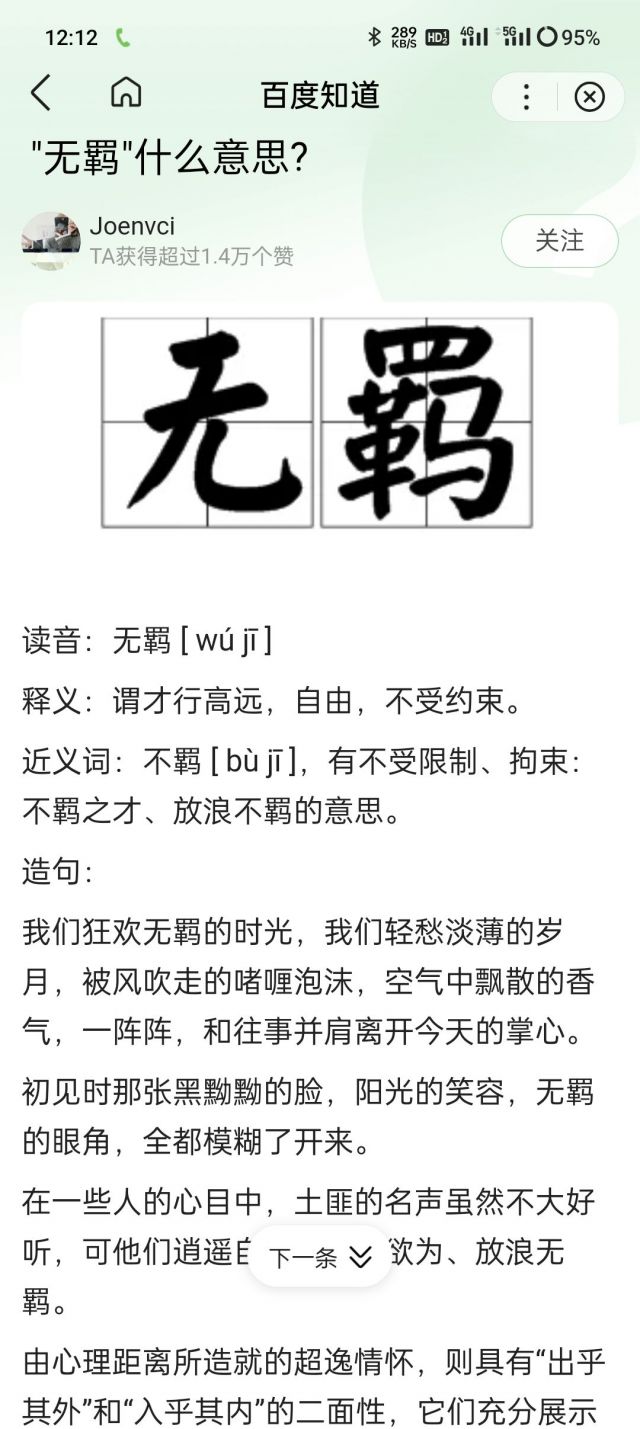 12:12
289 KB/S HD 4G 5G 95%
百度知道
"无羁"什么意思?
Joenvci
TA获得超过1.4万个赞
关注
无羁
读音：无羁 [ wú jī ]
释义：谓才行高远，自由，不受约束。
近义词：不羁 [ bù jī ]，有不受限制、拘束：
不羁之才、放浪不羁的意思。
造句：
我们狂欢无羁的时光，我们轻愁淡薄的岁
月，被风吹走的啫喱泡沫，空气中飘散的香
气，一阵阵，和往事并肩离开今天的掌心。
初见时那张黑黝黝的脸，阳光的笑容，无羁
的眼角，全都模糊了开来。
在一些人的心目中，土匪的名声虽然不大好
听，可他们逍遥自 欲为、放浪无
下一条
羁。
由心理距离所造就的超逸情怀，则具有“出乎
其外”和“入乎其内”的二面性，它们充分展示